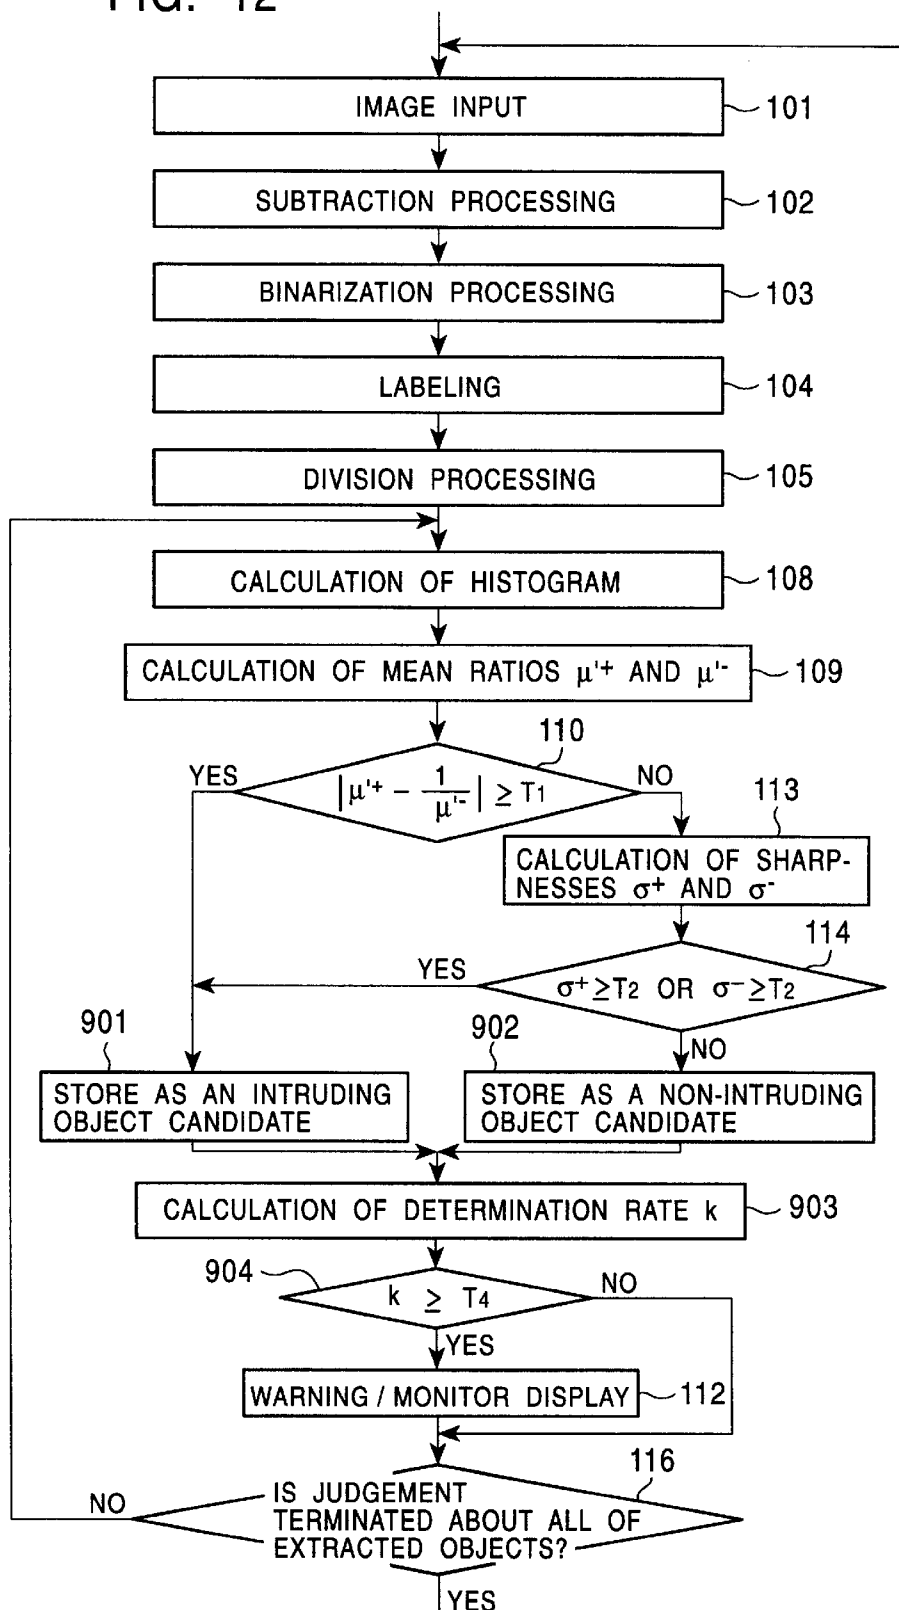 FIG. 12
IMAGE INPUT
101
SUBTRACTION PROCESSING
102
BINARIZATION PROCESSING
103
LABELING
104
DIVISION PROCESSING
105
CALCULATION OF HISTOGRAM
108
CALCULATION OF MEAN RATIOS μ'+ AND μ'-
109
110
YES
|μ'+ − 1/μ'-| ≥ T1
NO
113
CALCULATION OF SHARP-
NESSES σ+ AND σ-
114
YES
σ+ ≥T2 OR σ− ≥T2
901
902
NO
STORE AS AN INTRUDING
OBJECT CANDIDATE
STORE AS A NON-INTRUDING
OBJECT CANDIDATE
CALCULATION OF DETERMINATION RATE k
903
904
k ≥ T4
NO
YES
WARNING / MONITOR DISPLAY
112
116
NO
IS JUDGEMENT
TERMINATED ABOUT ALL OF
EXTRACTED OBJECTS?
YES